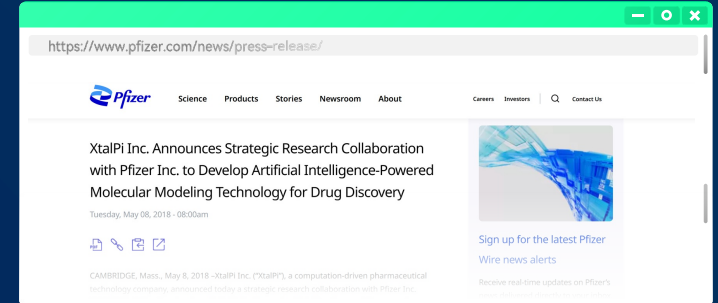 https://www.pfizer.com/news/press-release/
Pfizer
Science Products Stories Newsroom About
Careers Investors Contact Us
XtalPi Inc. Announces Strategic Research Collaboration
with Pfizer Inc. to Develop Artificial Intelligence-Powered
Molecular Modeling Technology for Drug Discovery
Tuesday, May 08, 2018 - 08:00am
PDF
CAMBRIDGE, Mass., May 8, 2018 –XtalPi Inc. ("XtalPi"), a computation-driven pharmaceutical
technology company, announced today a strategic research collaboration with Pfizer Inc.
Sign up for the latest Pfizer
Wire news alerts
Receive real-time updates on Pfizer's